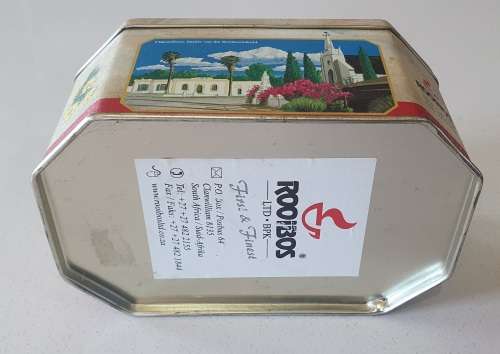 ROOIBOS ®
LTD • BPK
First & Finest
P.O. Box / Posbus 64
Clanwilliam 8135
South Africa / Suid-Afrika
Tel: +27 +27 482 2155
Fax / Faks: +27 +27 482 1844
www.rooibosltd.co.za